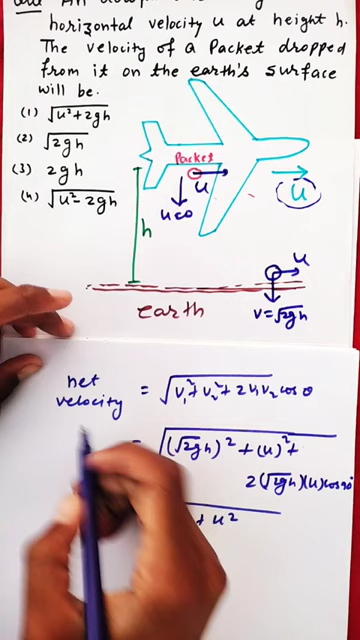 horizontal velocity u at height h.
The velocity of a Packet dropped
from it on the earth's surface
will be.
(1) √u²+2gh
(2) √2gh
(3) 2gh
(4) √u²-2gh
Packet
u
u
u=0
h
u
earth
v=√2gh
net velocity = √v₁²+v₂²+2v₁v₂cosθ
= √(√2gh)²+(u)²+
2(√2gh)(u)cos90°
+ u²